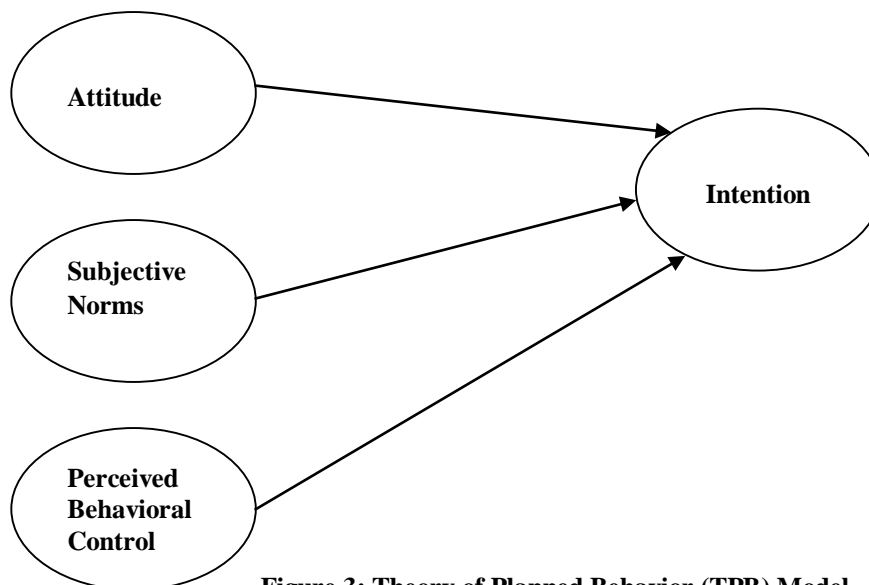 Attitude
Intention
Subjective
Norms
Perceived
Behavioral
Control
Figure 3: Theory of Planned Behavior (TPB) Model